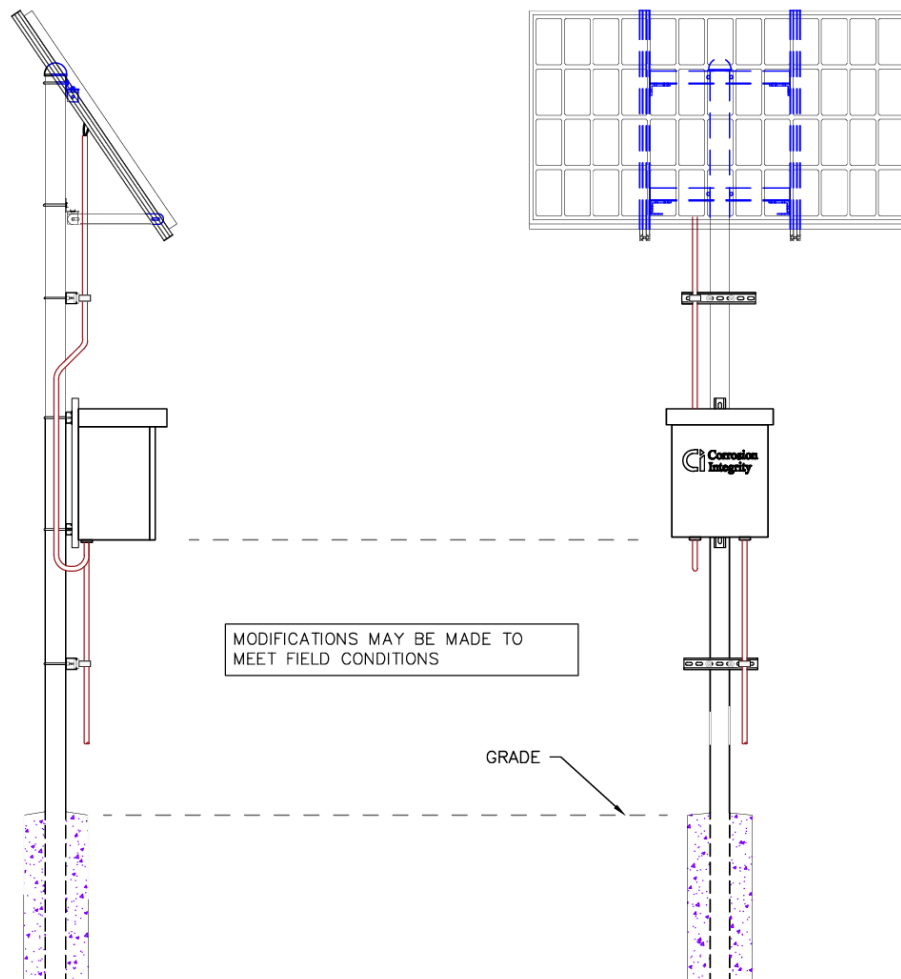 Corrosion
Integrity
MODIFICATIONS MAY BE MADE TO
MEET FIELD CONDITIONS
GRADE